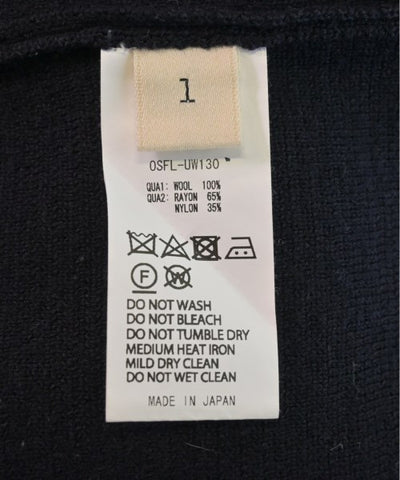 1
OSFL-UW130
QUA1: WOOL 100%
QUA2: RAYON 65%
NYLON 35%
F W
DO NOT WASH
DO NOT BLEACH
DO NOT TUMBLE DRY
MEDIUM HEAT IRON
MILD DRY CLEAN
DO NOT WET CLEAN
MADE IN JAPAN